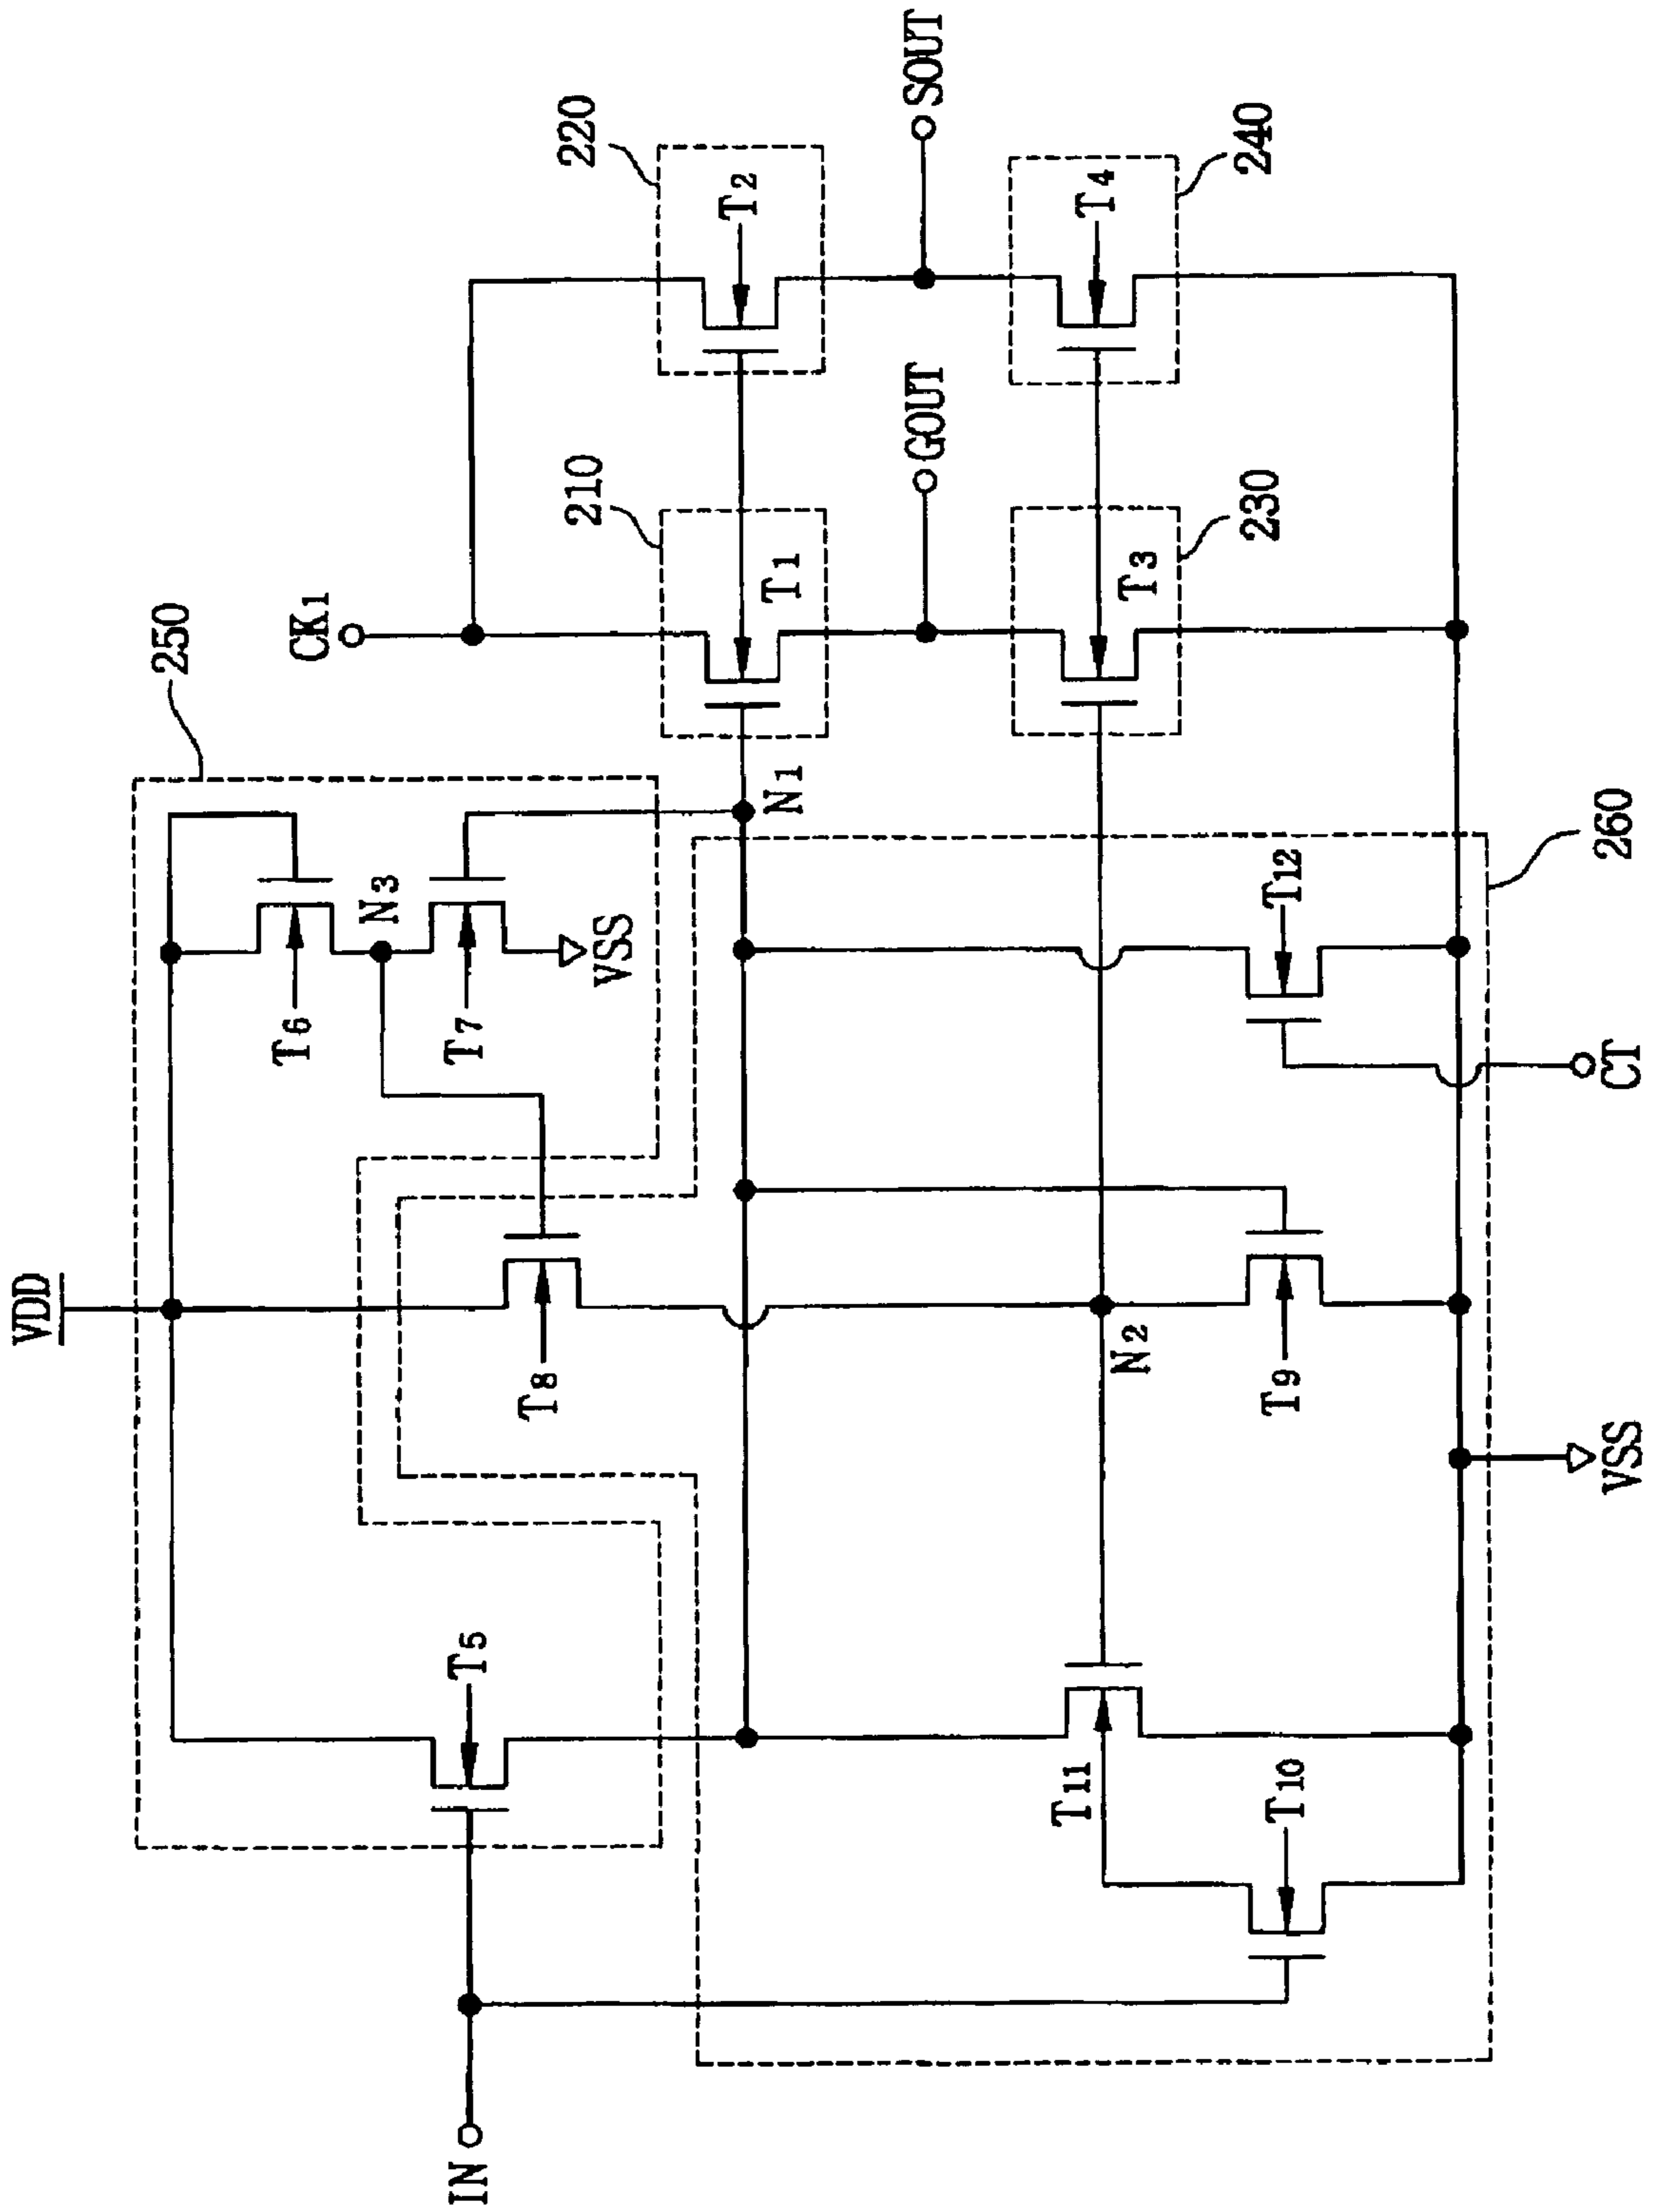 VDD
250
CK1
220
T6
N3
T7
VSS
T8
210
T2
T1
N1
T5
SOUT
GOUT
IN
T11
N2
T3
T4
230
240
T10
T9
T12
260
VSS
CT